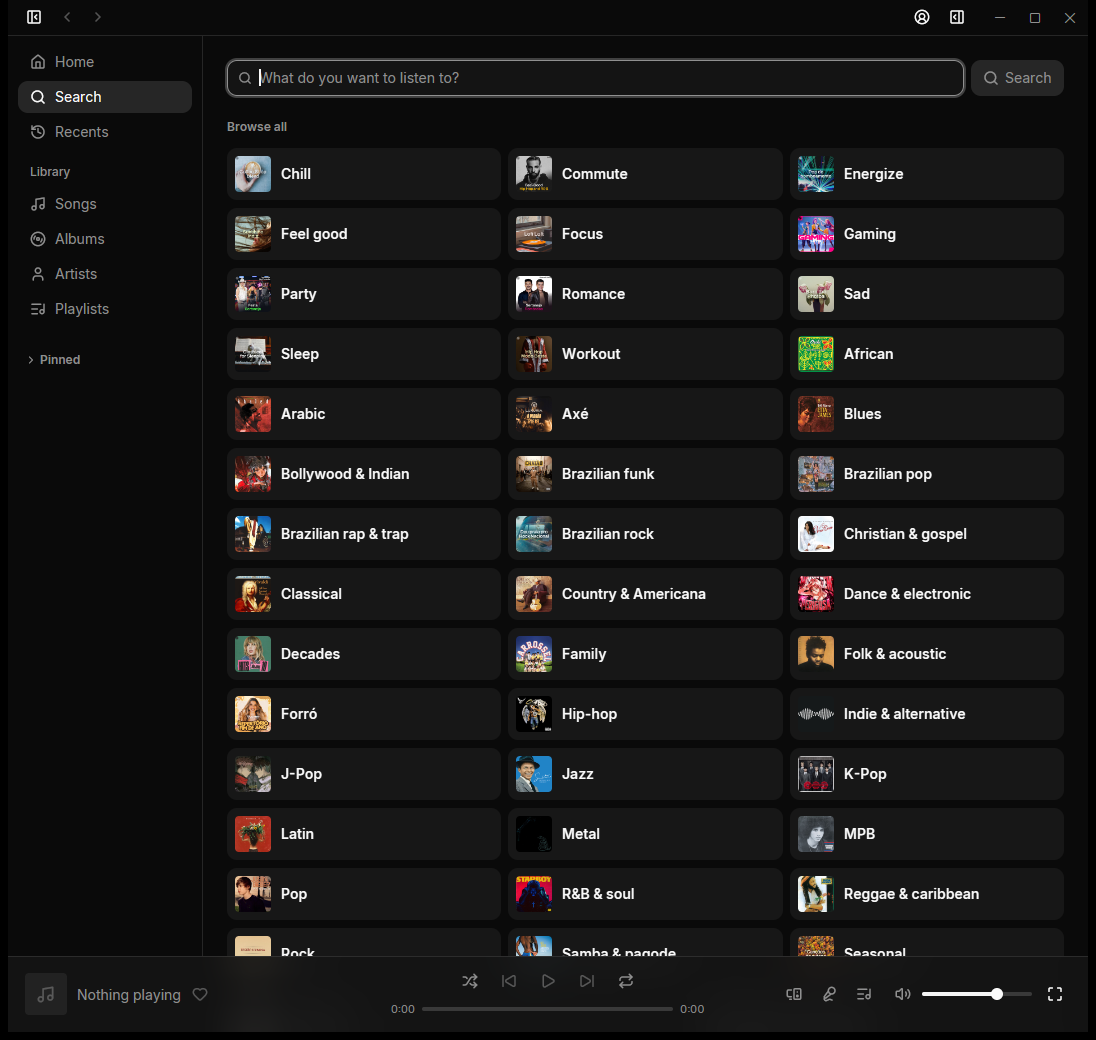 Home
Search
Recents
Library
Songs
Albums
Artists
Playlists
Pinned
What do you want to listen to?
Search
Browse all
Chill
Commute
Energize
Feel good
Focus
Gaming
Party
Romance
Sad
Sleep
Workout
African
Arabic
Axé
Blues
Bollywood & Indian
Brazilian funk
Brazilian pop
Brazilian rap & trap
Brazilian rock
Christian & gospel
Classical
Country & Americana
Dance & electronic
Decades
Family
Folk & acoustic
Forró
Hip-hop
Indie & alternative
J-Pop
Jazz
K-Pop
Latin
Metal
MPB
Pop
STARBOY
R&B & soul
Reggae & caribbean
Rock
Samba & pagode
Seasonal
Nothing playing
0:00
0:00